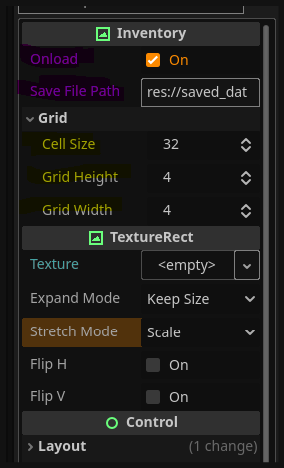 Inventory
Onload On
Save File Path res://saved_dat
Grid
Cell Size 32
Grid Height 4
Grid Width 4
TextureRect
Texture <empty>
Expand Mode Keep Size
Stretch Mode Scale
Flip H On
Flip V On
Control
Layout (1 change)